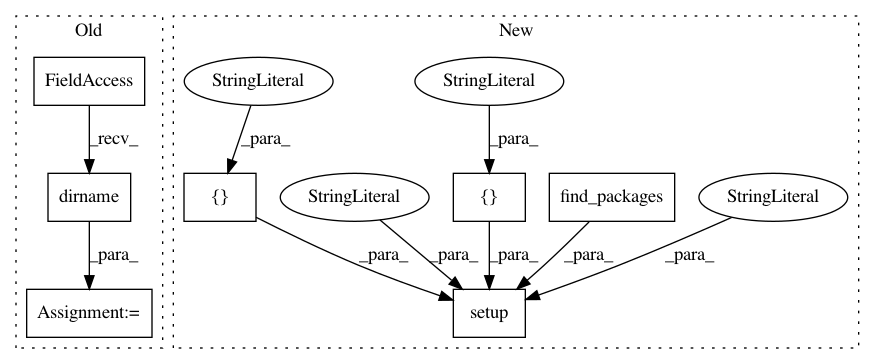 Old
New
FieldAccess
StringLiteral
StringLiteral
_recv_
_para_
_para_
dirname
{}
StringLiteral
{}
find_packages
StringLiteral
_para_
_para_
_para_
_para_
_para_
_para_
Assignment:=
setup